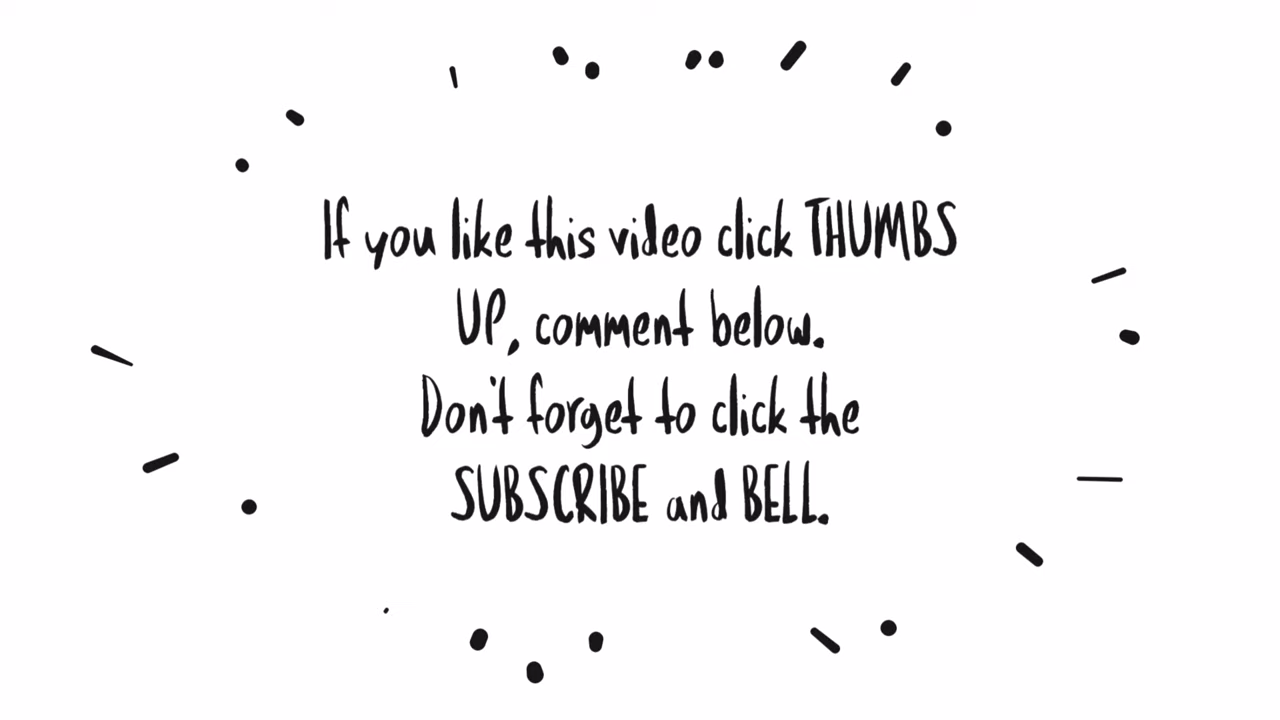 If you like this video click THUMBS
UP, comment below.
Don't forget to click the
SUBSCRIBE and BELL.